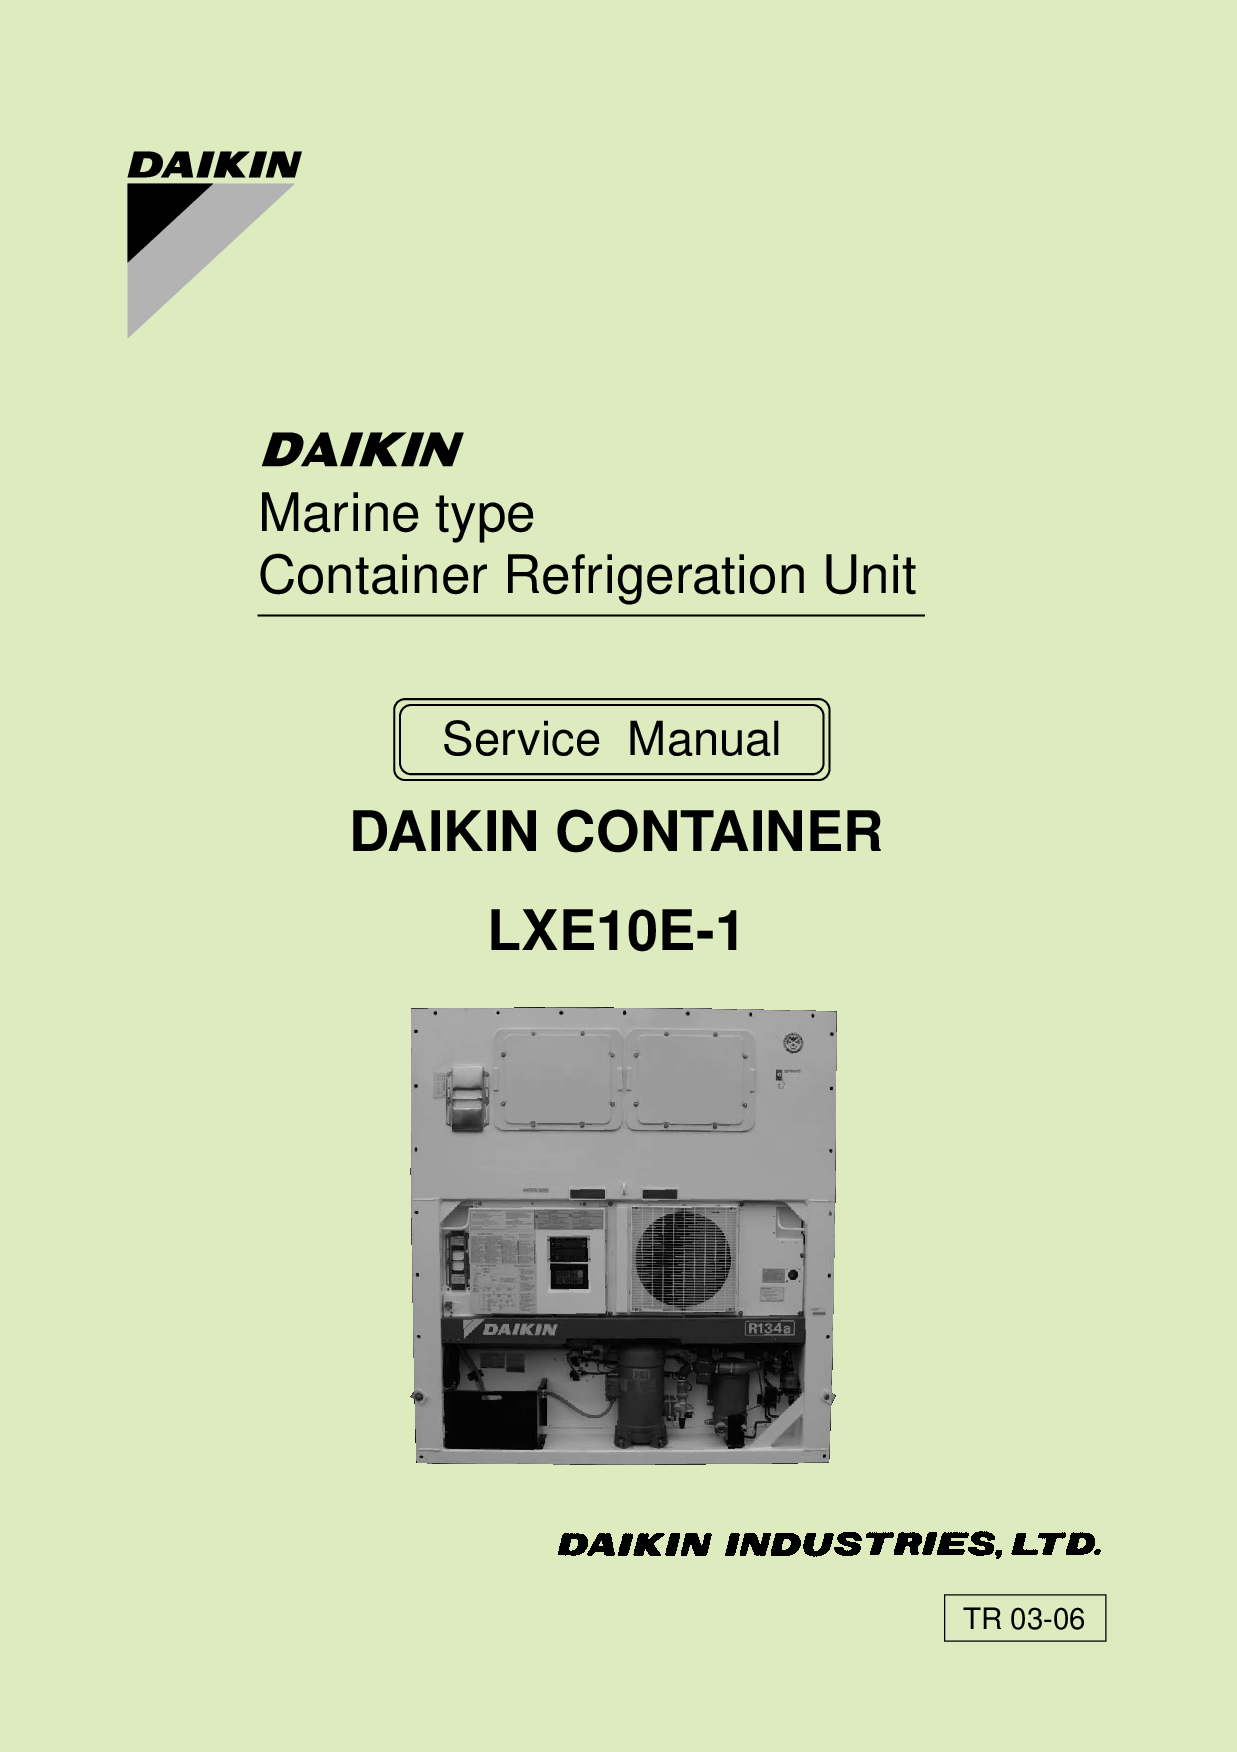 DAIKIN
DAIKIN
Marine type
Container Refrigeration Unit
Service Manual
DAIKIN CONTAINER
LXE10E-1
DAIKIN
R134a
DAIKIN INDUSTRIES, LTD.
TR 03-06